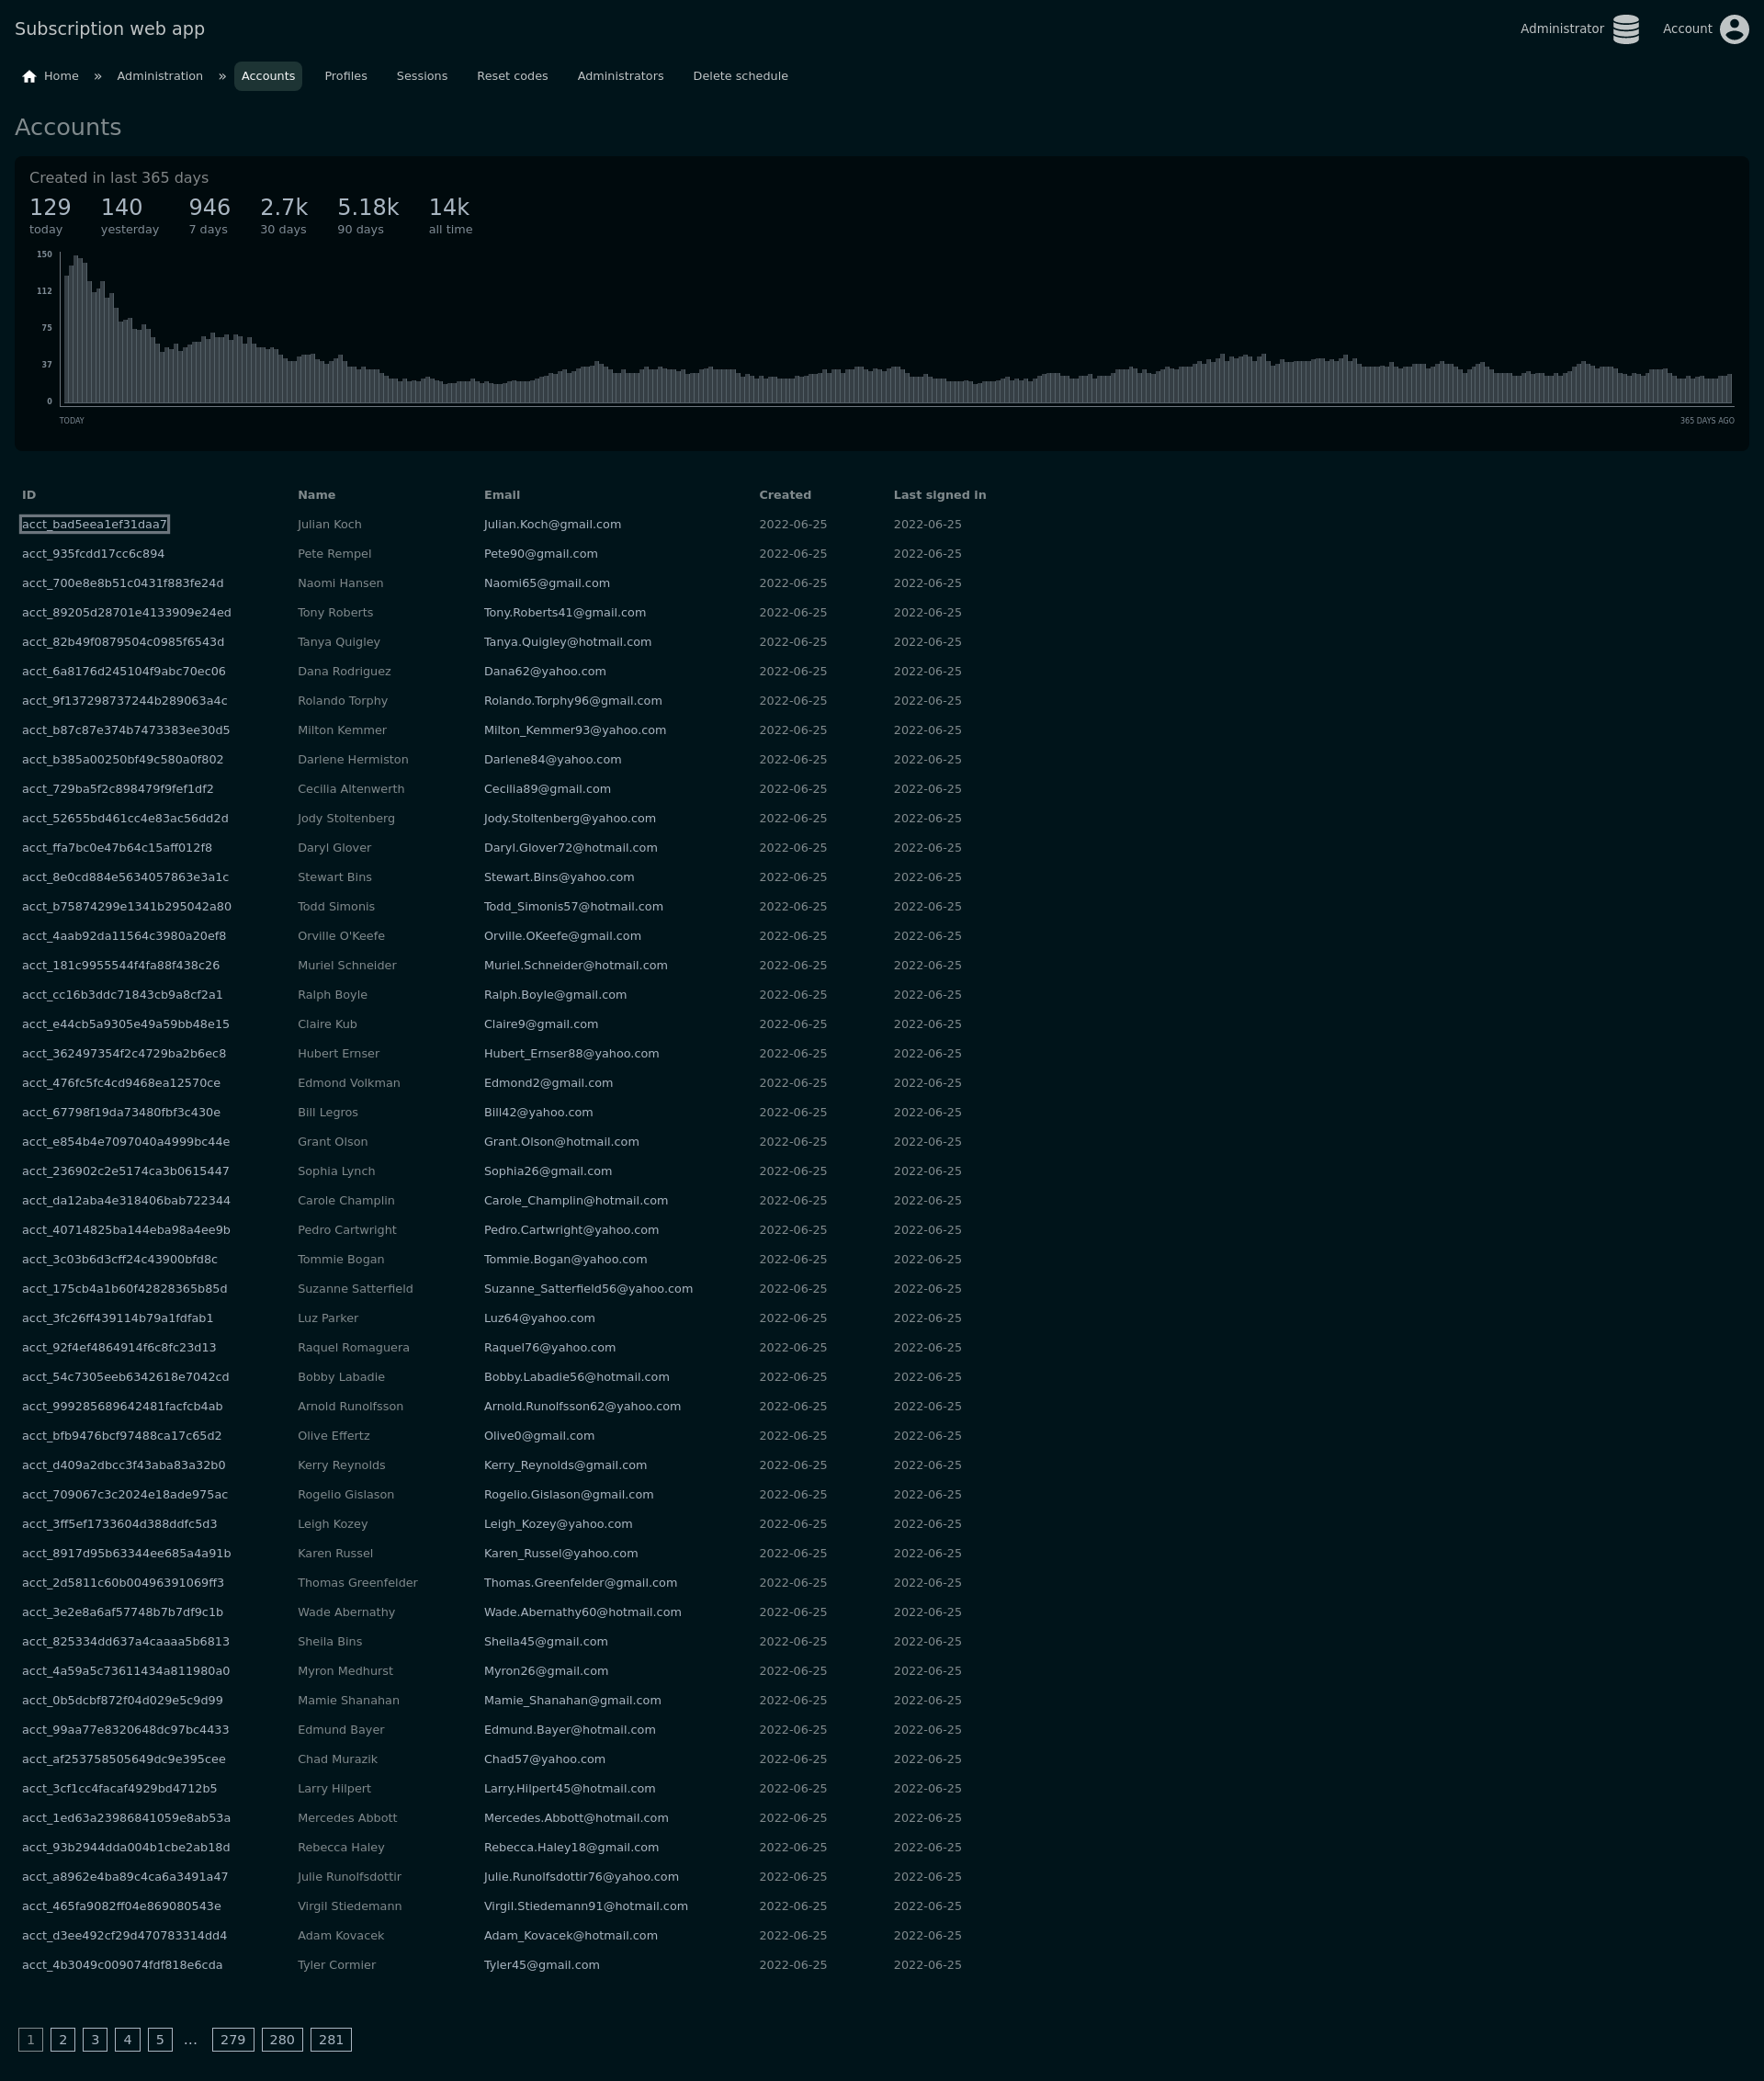 Subscription web app Administrator Account
Home » Administration » Accounts Profiles Sessions Reset codes Administrators Delete schedule
Accounts
Created in last 365 days
129 140 946 2.7k 5.18k 14k
today yesterday 7 days 30 days 90 days all time
150
112
75
37
0
TODAY 365 DAYS AGO
ID Name Email Created Last signed in
acct_bad5eea1ef31daa7 Julian Koch Julian.Koch@gmail.com 2022-06-25 2022-06-25
acct_935fcdd17cc6c894 Pete Rempel Pete90@gmail.com 2022-06-25 2022-06-25
acct_700e8e8b51c0431f883fe24d Naomi Hansen Naomi65@gmail.com 2022-06-25 2022-06-25
acct_89205d28701e4133909e24ed Tony Roberts Tony.Roberts41@gmail.com 2022-06-25 2022-06-25
acct_82b49f0879504c0985f6543d Tanya Quigley Tanya.Quigley@hotmail.com 2022-06-25 2022-06-25
acct_6a8176d245104f9abc70ec06 Dana Rodriguez Dana62@yahoo.com 2022-06-25 2022-06-25
acct_9f137298737244b289063a4c Rolando Torphy Rolando.Torphy96@gmail.com 2022-06-25 2022-06-25
acct_b87c87e374b7473383ee30d5 Milton Kemmer Milton_Kemmer93@yahoo.com 2022-06-25 2022-06-25
acct_b385a00250bf49c580a0f802 Darlene Hermiston Darlene84@yahoo.com 2022-06-25 2022-06-25
acct_729ba5f2c898479f9fef1df2 Cecilia Altenwerth Cecilia89@gmail.com 2022-06-25 2022-06-25
acct_52655bd461cc4e83ac56dd2d Jody Stoltenberg Jody.Stoltenberg@yahoo.com 2022-06-25 2022-06-25
acct_ffa7bc0e47b64c15aff012f8 Daryl Glover Daryl.Glover72@hotmail.com 2022-06-25 2022-06-25
acct_8e0cd884e5634057863e3a1c Stewart Bins Stewart.Bins@yahoo.com 2022-06-25 2022-06-25
acct_b75874299e1341b295042a80 Todd Simonis Todd_Simonis57@hotmail.com 2022-06-25 2022-06-25
acct_4aab92da11564c3980a20ef8 Orville O'Keefe Orville.OKeefe@gmail.com 2022-06-25 2022-06-25
acct_181c9955544f4fa88f438c26 Muriel Schneider Muriel.Schneider@hotmail.com 2022-06-25 2022-06-25
acct_cc16b3ddc71843cb9a8cf2a1 Ralph Boyle Ralph.Boyle@gmail.com 2022-06-25 2022-06-25
acct_e44cb5a9305e49a59bb48e15 Claire Kub Claire9@gmail.com 2022-06-25 2022-06-25
acct_362497354f2c4729ba2b6ec8 Hubert Ernser Hubert_Ernser88@yahoo.com 2022-06-25 2022-06-25
acct_476fc5fc4cd9468ea12570ce Edmond Volkman Edmond2@gmail.com 2022-06-25 2022-06-25
acct_67798f19da73480fbf3c430e Bill Legros Bill42@yahoo.com 2022-06-25 2022-06-25
acct_e854b4e7097040a4999bc44e Grant Olson Grant.Olson@hotmail.com 2022-06-25 2022-06-25
acct_236902c2e5174ca3b0615447 Sophia Lynch Sophia26@gmail.com 2022-06-25 2022-06-25
acct_da12aba4e318406bab722344 Carole Champlin Carole_Champlin@hotmail.com 2022-06-25 2022-06-25
acct_40714825ba144eba98a4ee9b Pedro Cartwright Pedro.Cartwright@yahoo.com 2022-06-25 2022-06-25
acct_3c03b6d3cff24c43900bfd8c Tommie Bogan Tommie.Bogan@yahoo.com 2022-06-25 2022-06-25
acct_175cb4a1b60f42828365b85d Suzanne Satterfield Suzanne_Satterfield56@yahoo.com 2022-06-25 2022-06-25
acct_3fc26ff439114b79a1fdfab1 Luz Parker Luz64@yahoo.com 2022-06-25 2022-06-25
acct_92f4ef4864914f6c8fc23d13 Raquel Romaguera Raquel76@yahoo.com 2022-06-25 2022-06-25
acct_54c7305eeb6342618e7042cd Bobby Labadie Bobby.Labadie56@hotmail.com 2022-06-25 2022-06-25
acct_999285689642481facfcb4ab Arnold Runolfsson Arnold.Runolfsson62@yahoo.com 2022-06-25 2022-06-25
acct_bfb9476bcf97488ca17c65d2 Olive Effertz Olive0@gmail.com 2022-06-25 2022-06-25
acct_d409a2dbcc3f43aba83a32b0 Kerry Reynolds Kerry_Reynolds@gmail.com 2022-06-25 2022-06-25
acct_709067c3c2024e18ade975ac Rogelio Gislason Rogelio.Gislason@gmail.com 2022-06-25 2022-06-25
acct_3ff5ef1733604d388ddfc5d3 Leigh Kozey Leigh_Kozey@yahoo.com 2022-06-25 2022-06-25
acct_8917d95b63344ee685a4a91b Karen Russel Karen_Russel@yahoo.com 2022-06-25 2022-06-25
acct_2d5811c60b00496391069ff3 Thomas Greenfelder Thomas.Greenfelder@gmail.com 2022-06-25 2022-06-25
acct_3e2e8a6af57748b7b7df9c1b Wade Abernathy Wade.Abernathy60@hotmail.com 2022-06-25 2022-06-25
acct_825334dd637a4caaaa5b6813 Sheila Bins Sheila45@gmail.com 2022-06-25 2022-06-25
acct_4a59a5c73611434a811980a0 Myron Medhurst Myron26@gmail.com 2022-06-25 2022-06-25
acct_0b5dcbf872f04d029e5c9d99 Mamie Shanahan Mamie_Shanahan@gmail.com 2022-06-25 2022-06-25
acct_99aa77e8320648dc97bc4433 Edmund Bayer Edmund.Bayer@hotmail.com 2022-06-25 2022-06-25
acct_af253758505649dc9e395cee Chad Murazik Chad57@yahoo.com 2022-06-25 2022-06-25
acct_3cf1cc4facaf4929bd4712b5 Larry Hilpert Larry.Hilpert45@hotmail.com 2022-06-25 2022-06-25
acct_1ed63a23986841059e8ab53a Mercedes Abbott Mercedes.Abbott@hotmail.com 2022-06-25 2022-06-25
acct_93b2944dda004b1cbe2ab18d Rebecca Haley Rebecca.Haley18@gmail.com 2022-06-25 2022-06-25
acct_a8962e4ba89c4ca6a3491a47 Julie Runolfsdottir Julie.Runolfsdottir76@yahoo.com 2022-06-25 2022-06-25
acct_465fa9082ff04e869080543e Virgil Stiedemann Virgil.Stiedemann91@hotmail.com 2022-06-25 2022-06-25
acct_d3ee492cf29d470783314dd4 Adam Kovacek Adam_Kovacek@hotmail.com 2022-06-25 2022-06-25
acct_4b3049c009074fdf818e6cda Tyler Cormier Tyler45@gmail.com 2022-06-25 2022-06-25
1 2 3 4 5 ... 279 280 281